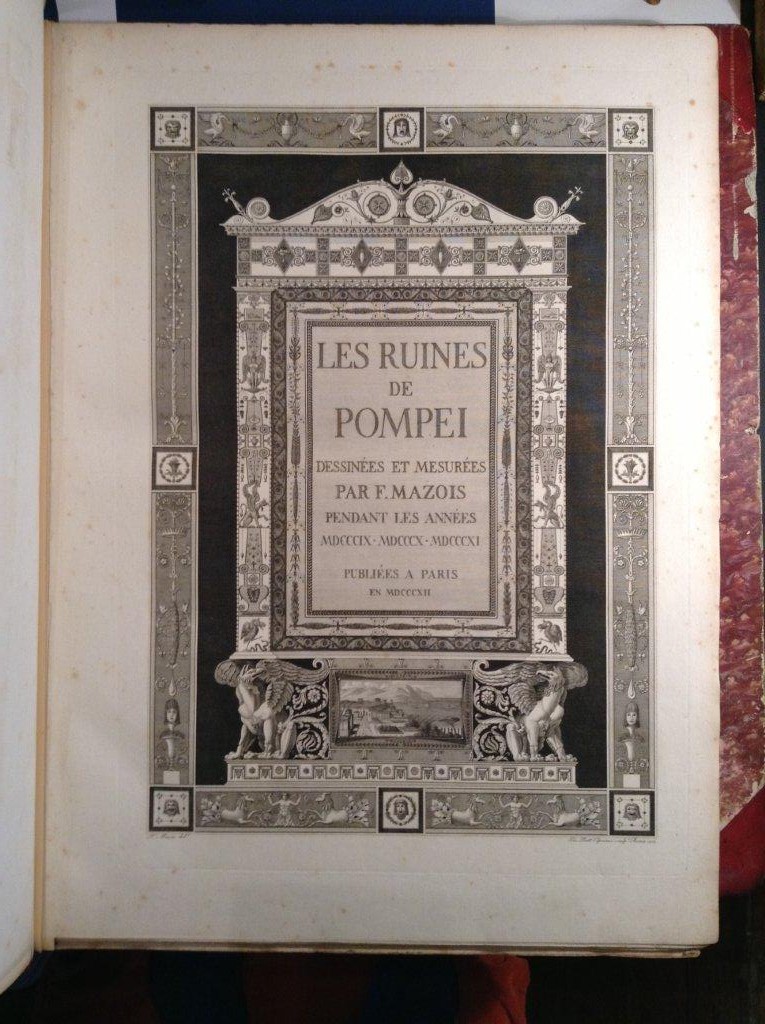 LES RUINES
DE
POMPEI
DESSINÉES ET MESURÉES
PAR F. MAZOIS
PENDANT LES ANNÉES
MDCCCIX · MDCCCX · MDCCCXI
PUBLIÉES A PARIS
EN MDCCCXII